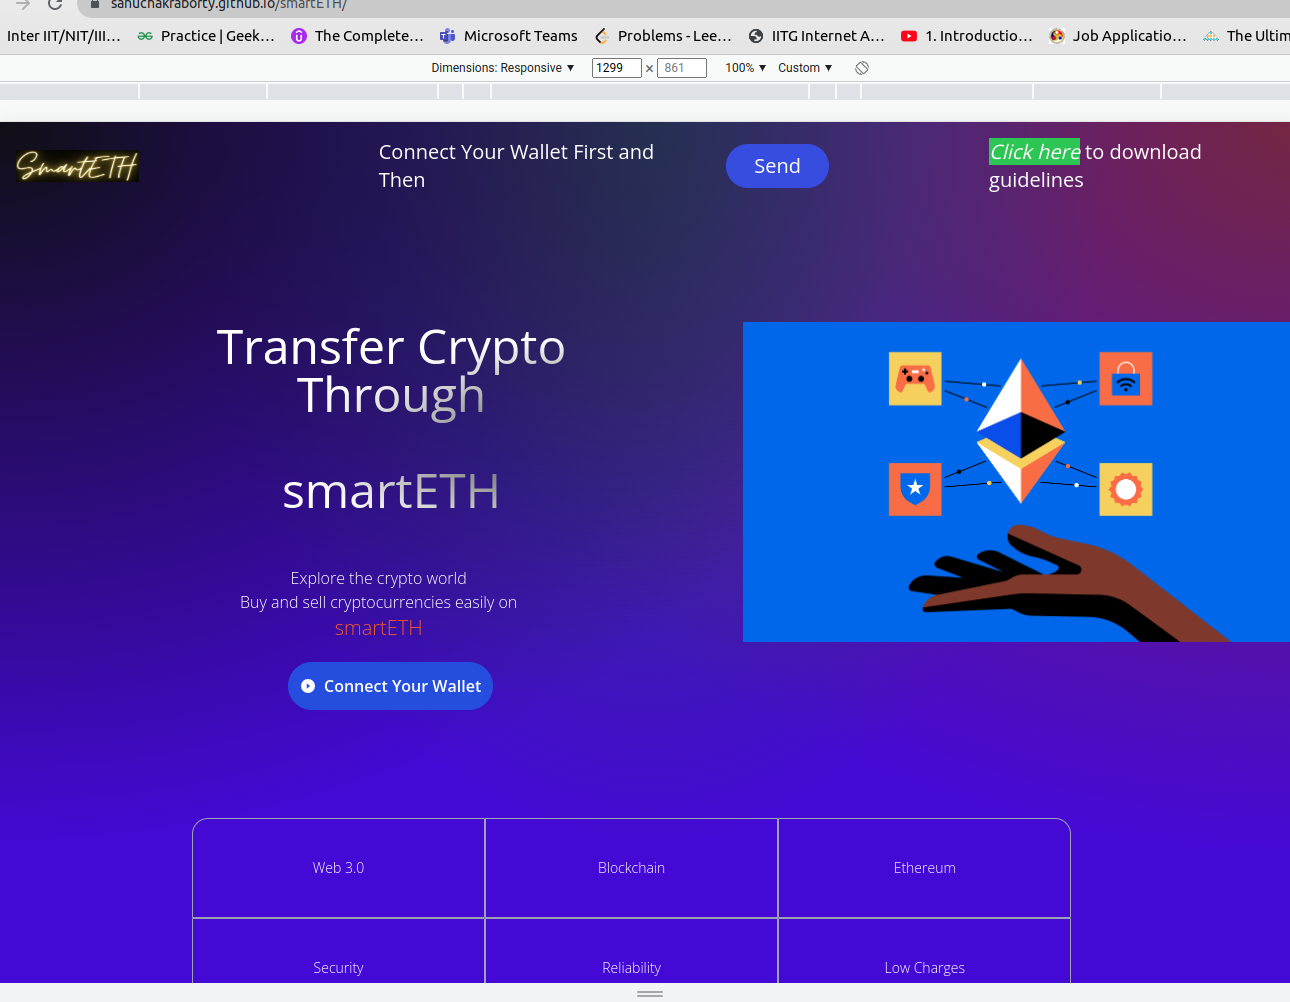 sanuchakraborty.github.io/smartETH/
Inter IIT/NIT/III... Practice | Geek... The Complete... Microsoft Teams Problems - Lee... IITG Internet A... 1. Introductio... Job Applicatio... The Ultim
Dimensions: Responsive ▼ 1299 × 861 100% ▼ Custom ▼
SmartETH
Connect Your Wallet First and
Then
Send
Click here to download
guidelines
Transfer Crypto
Through
smartETH
Explore the crypto world
Buy and sell cryptocurrencies easily on
smartETH
Connect Your Wallet
Web 3.0 Blockchain Ethereum
Security Reliability Low Charges